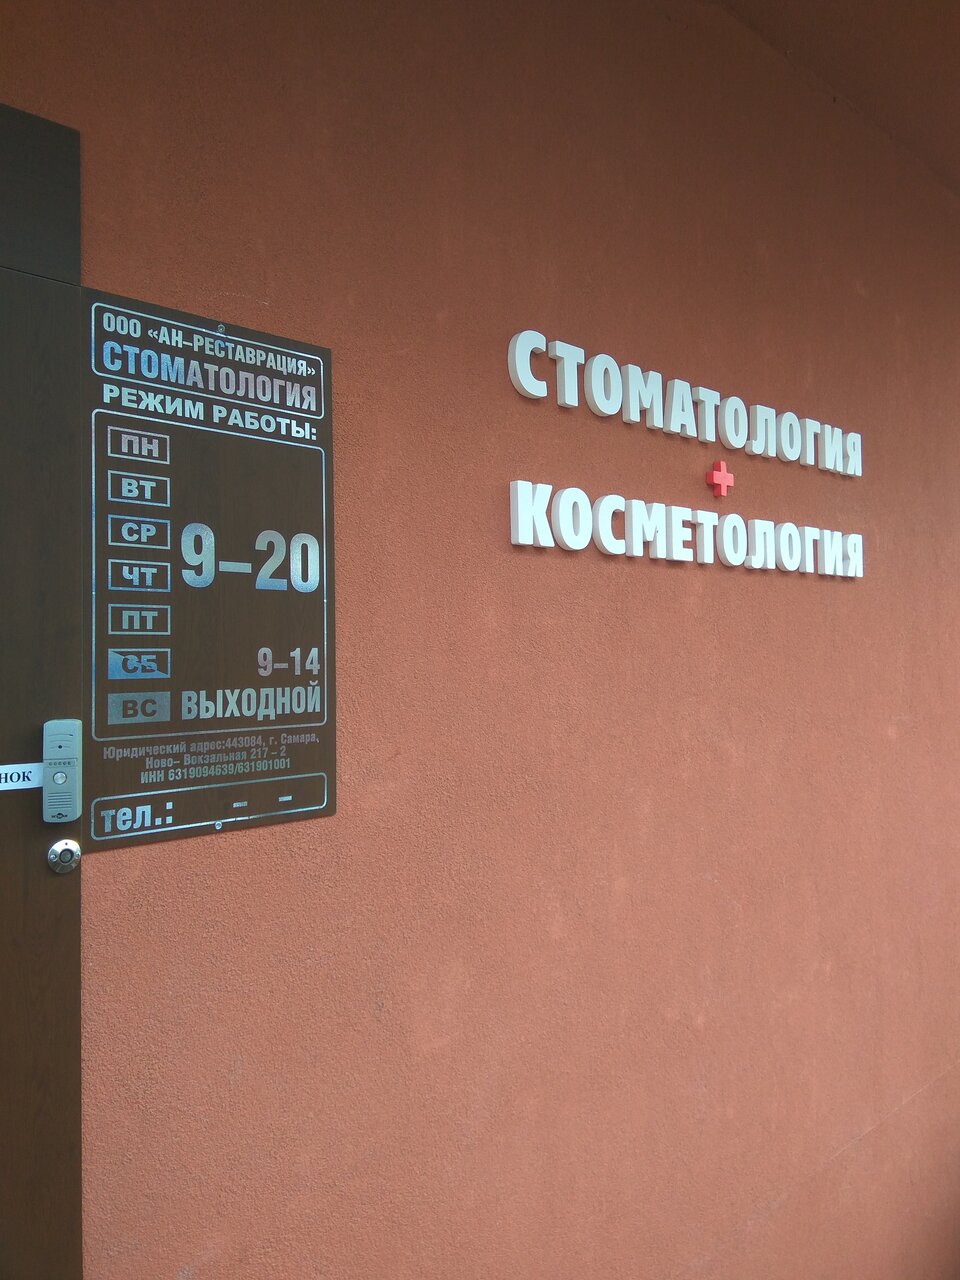 ООО «АН-РЕСТАВРАЦИЯ»
СТОМАТОЛОГИЯ
РЕЖИМ РАБОТЫ:
ПН
ВТ
СР
9-20
ЧТ
ПТ
СБ 9-14
ВС ВЫХОДНОЙ
Юридический адрес:443084, г. Самара,
Ново- Вокзальная 217 - 2
ИНН 6319094639/631901001
тел.:
НОК
СТОМАТОЛОГИЯ
КОСМЕТОЛОГИЯ